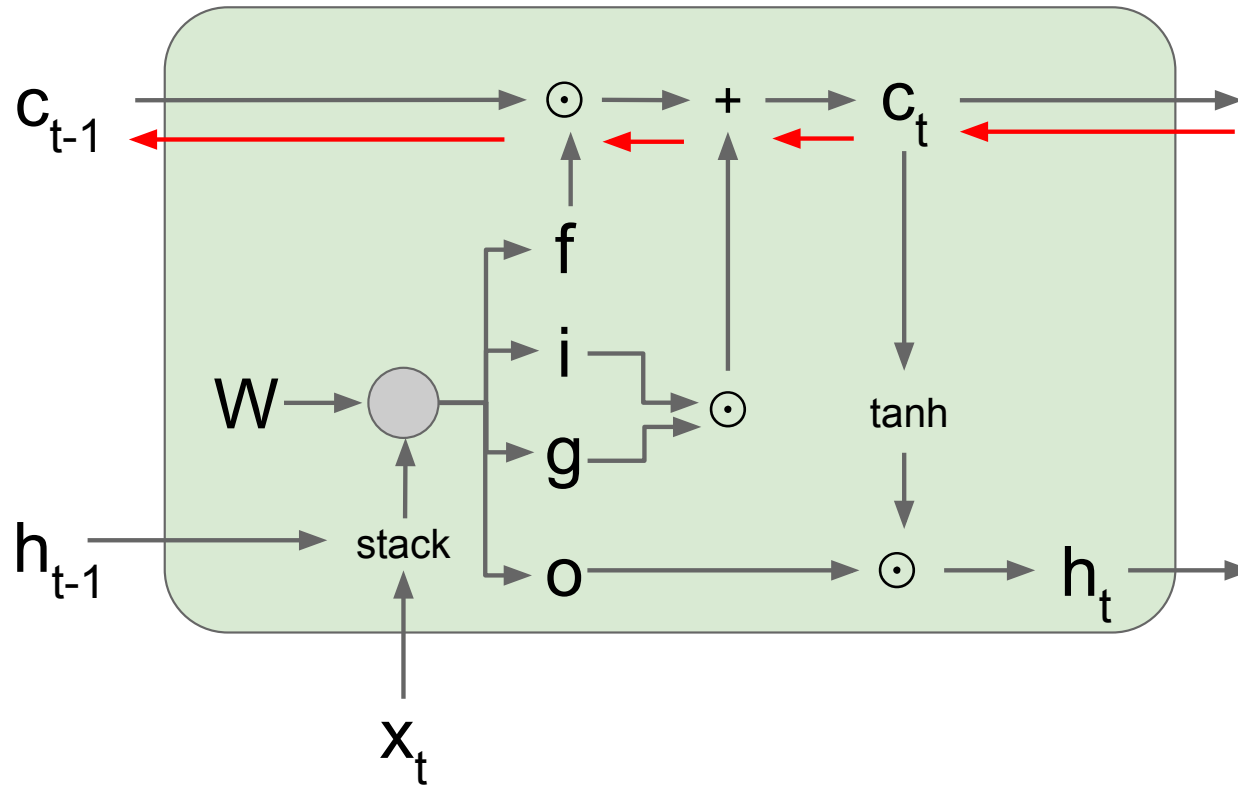 c_{t-1} ⊙ + c_t
f
i
W ⊙ tanh
g
h_{t-1} stack
o ⊙ h_t
x_t